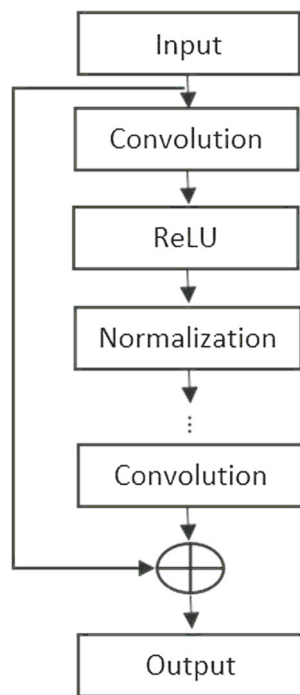 Input
Convolution
ReLU
Normalization
...
Convolution
Output